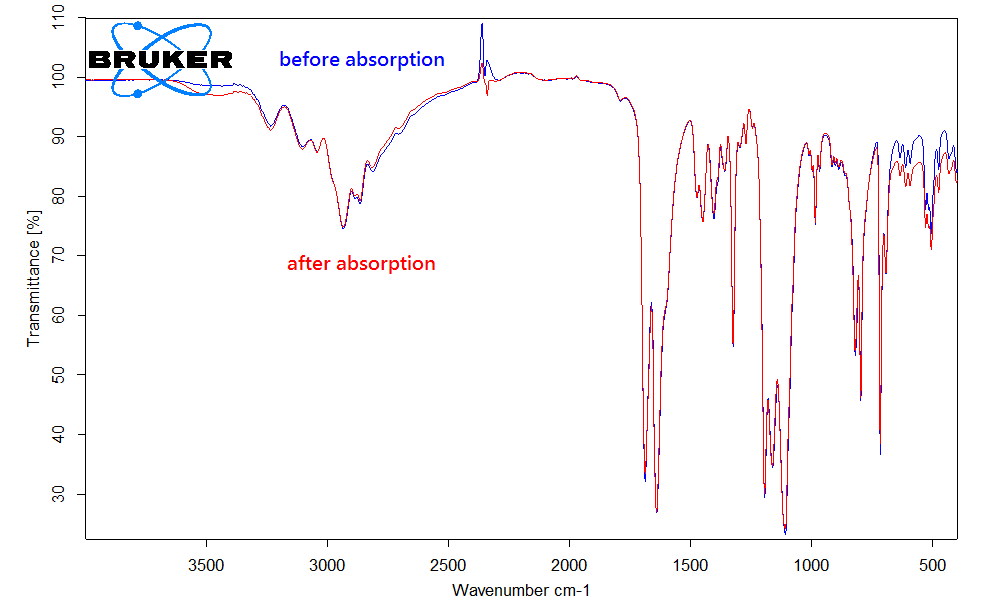 110
BRUKER
before absorption
100
90
80
after absorption
70
60
50
40
30
Transmittance [%]
3500 3000 2500 2000 1500 1000 500
Wavenumber cm-1